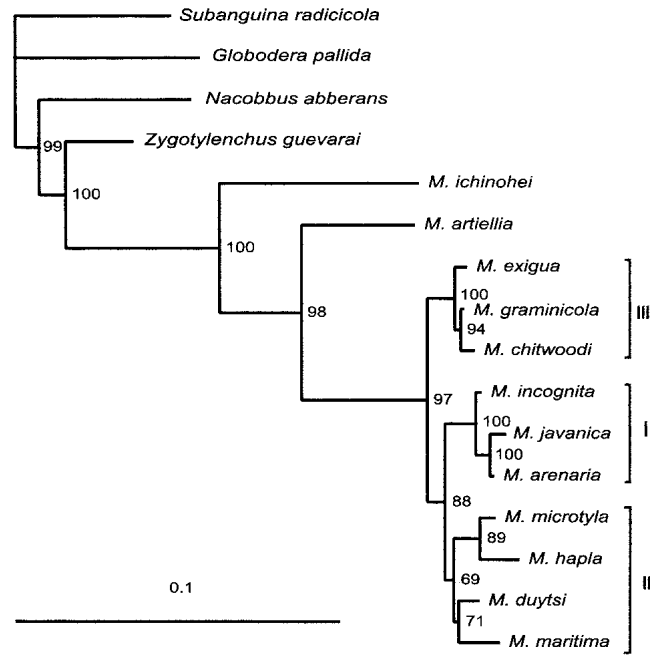 Subanguina radicicola
Globodera pallida
Nacobbus abberans
99
Zygotylenchus guevarai
100
M. ichinohei
M. artiellia
100
M. exigua
100
M. graminicola
III
98
94
M. chitwoodi
M. incognita
97
100
M. javanica
I
100
M. arenaria
88
M. microtyla
89
M. hapla
0.1
69
II
M. duytsi
71
M. maritima